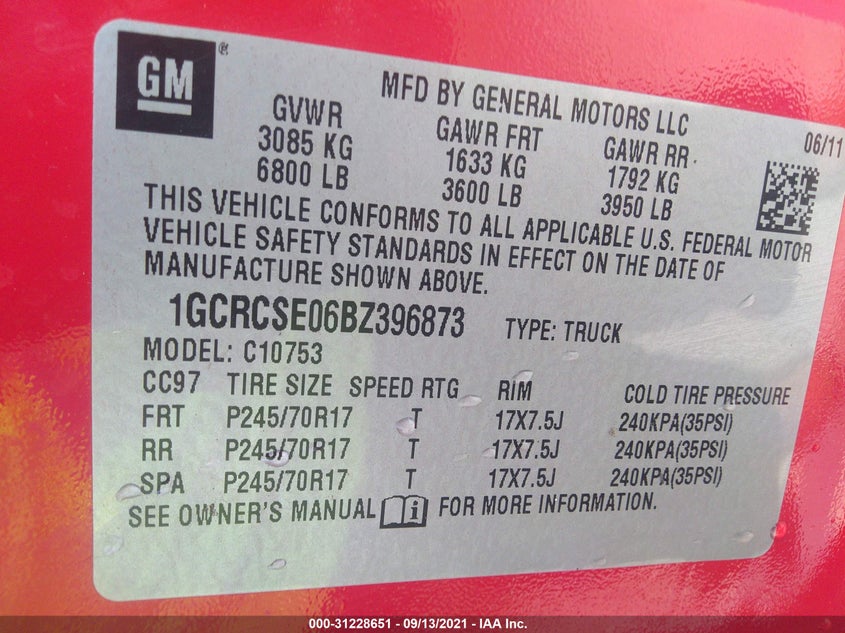 GM®
MFD BY GENERAL MOTORS LLC
06/11
GVWR GAWR FRT GAWR RR
3085 KG 1633 KG 1792 KG
6800 LB 3600 LB 3950 LB
THIS VEHICLE CONFORMS TO ALL APPLICABLE U.S. FEDERAL MOTOR
VEHICLE SAFETY STANDARDS IN EFFECT ON THE DATE OF
MANUFACTURE SHOWN ABOVE.
1GCRCSE06BZ396873 TYPE: TRUCK
MODEL: C10753
CC97 TIRE SIZE SPEED RTG RIM COLD TIRE PRESSURE
FRT P245/70R17 T 17X7.5J 240KPA(35PSI)
RR P245/70R17 T 17X7.5J 240KPA(35PSI)
SPA P245/70R17 T 17X7.5J 240KPA(35PSI)
SEE OWNER'S MANUAL i FOR MORE INFORMATION.
000-31228651 - 09/13/2021 - IAA Inc.